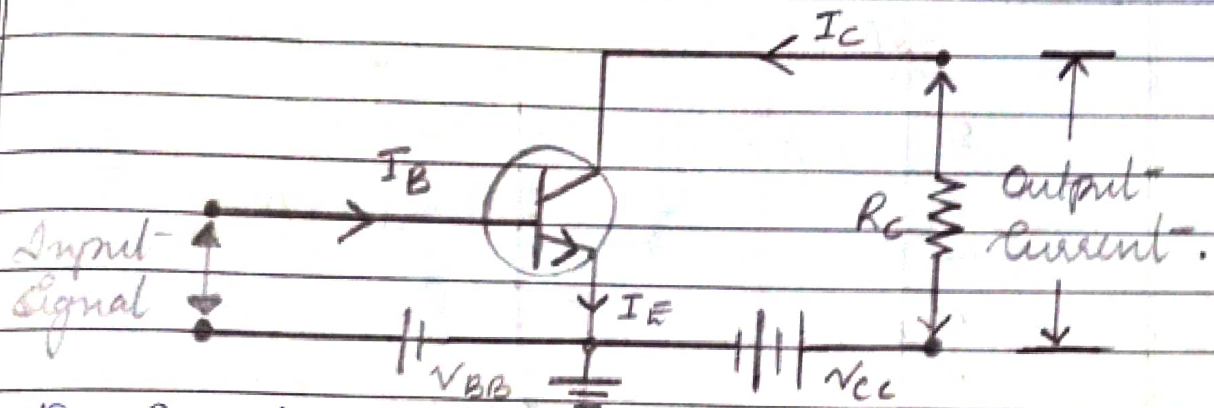 I_C
I_B
Input
Signal
R_C
Output
Current.
I_E
V_BB
V_CC